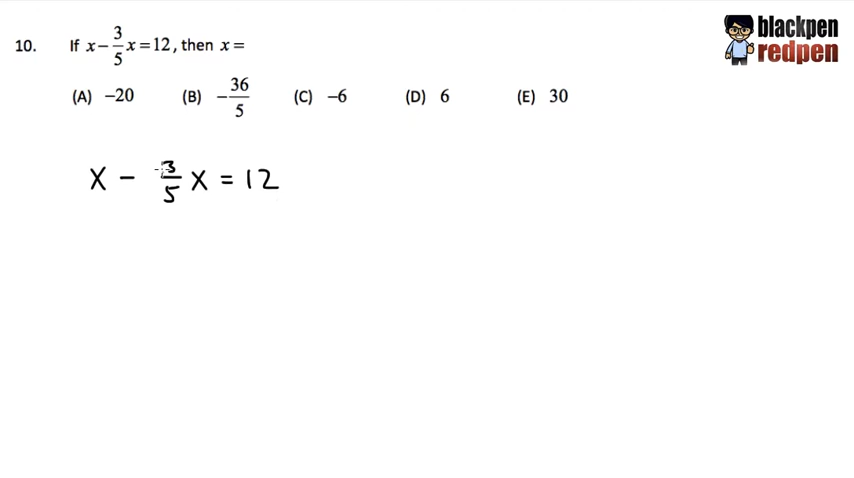 blackpen
redpen
10. If x − 3/5 x = 12, then x =
(A) −20 (B) −36/5 (C) −6 (D) 6 (E) 30
x − 3/5 x = 12